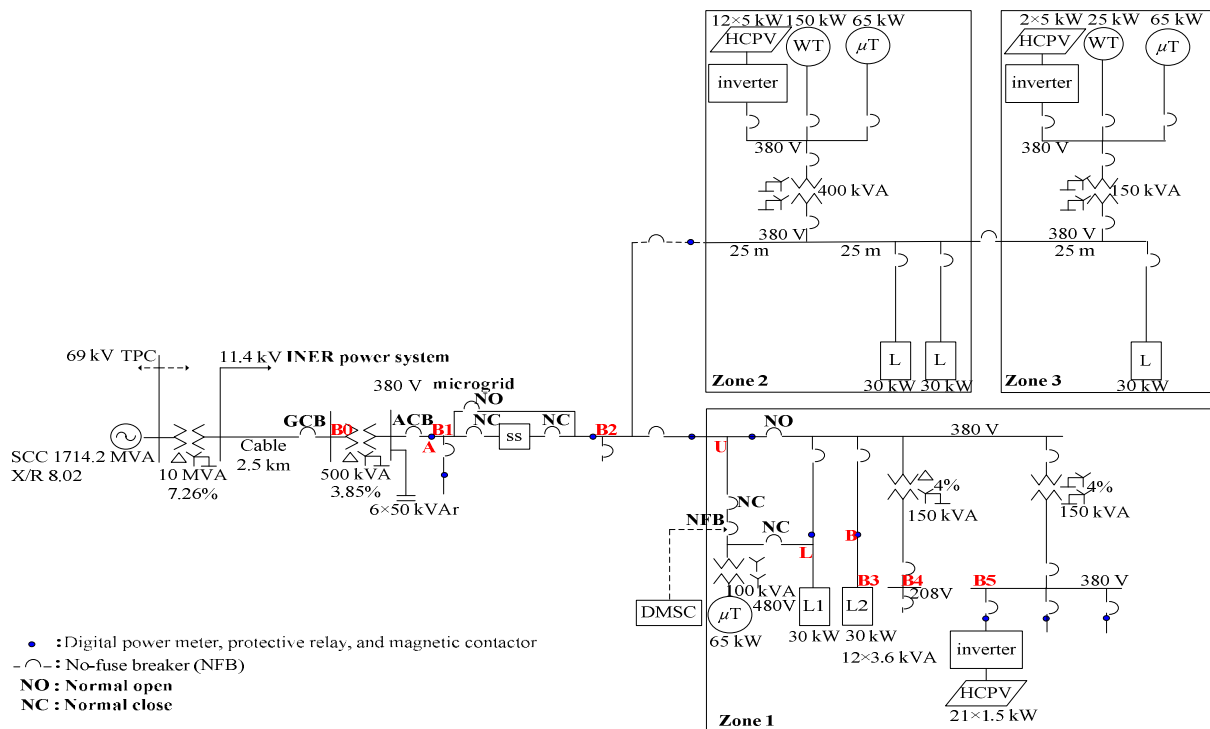 12×5 kW 150 kW 65 kW
HCPV WT μT
inverter
380 V
400 kVA
380 V
25 m 25 m
L L
30 kW 30 kW
Zone 2
2×5 kW 25 kW 65 kW
HCPV WT μT
inverter
380 V
150 kVA
380 V
25 m
L
30 kW
Zone 3
69 kV TPC
11.4 kV INER power system
380 V microgrid
NO
GCB B0 ACB B1 NC NC B2
A
ss
Cable
2.5 km
SCC 1714.2 MVA
X/R 8.02
10 MVA
7.26%
500 kVA
3.85%
6×50 kVAr
NO
U
380 V
4%
150 kVA
4%
150 kVA
NC
NFB NC
L
B
B3 B4 B5
208V
380 V
100 kVA
480V
DMSC
μT
65 kW
L1
30 kW
L2
30 kW
12×3.6 kVA
inverter
HCPV
21×1.5 kW
Zone 1
: Digital power meter, protective relay, and magnetic contactor
: No-fuse breaker (NFB)
NO : Normal open
NC : Normal close